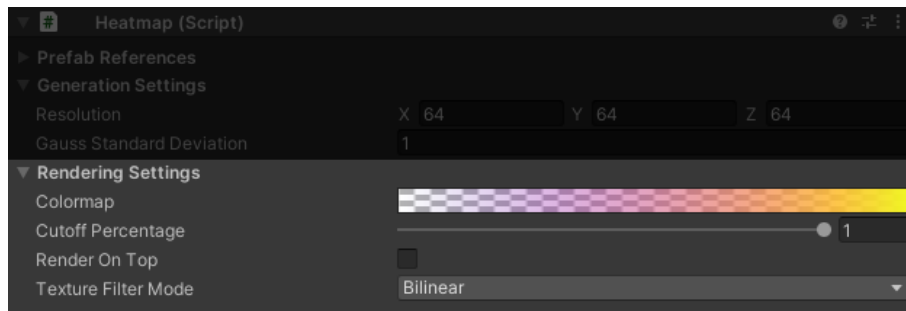 Heatmap (Script)
Prefab References
Generation Settings
Resolution X 64 Y 64 Z 64
Gauss Standard Deviation 1
Rendering Settings
Colormap
Cutoff Percentage 1
Render On Top
Texture Filter Mode Bilinear